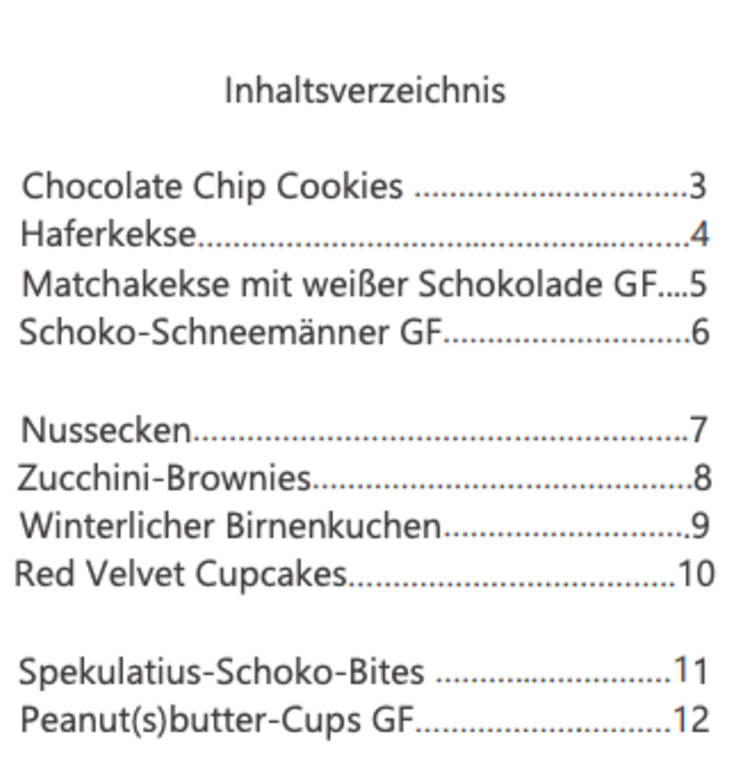 Inhaltsverzeichnis
Chocolate Chip Cookies ...............................3
Haferkekse.......................................................4
Matchakekse mit weißer Schokolade GF....5
Schoko-Schneemänner GF............................6
Nussecken........................................................7
Zucchini-Brownies...........................................8
Winterlicher Birnenkuchen............................9
Red Velvet Cupcakes.....................................10
Spekulatius-Schoko-Bites ...........................11
Peanut(s)butter-Cups GF.............................12